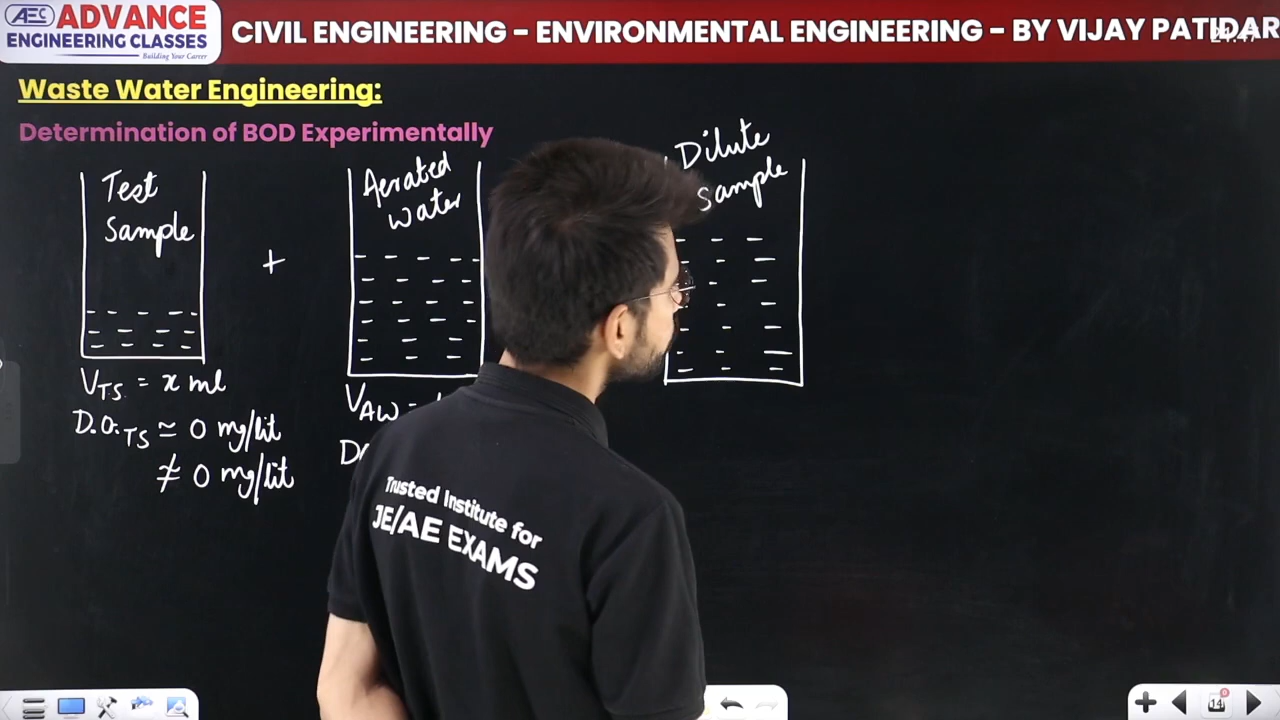 AEC ADVANCE
ENGINEERING CLASSES
Building Your Career
CIVIL ENGINEERING - ENVIRONMENTAL ENGINEERING - BY VIJAY PATIDAR
Waste Water Engineering:
Determination of BOD Experimentally
Test
Sample
+
Aerated
water
Dilute
Sample
V_TS = x ml
D.O._TS ≃ 0 mg/lit
≠ 0 mg/lit
V_AW =
Trusted Institute for
JE/AE EXAMS
14